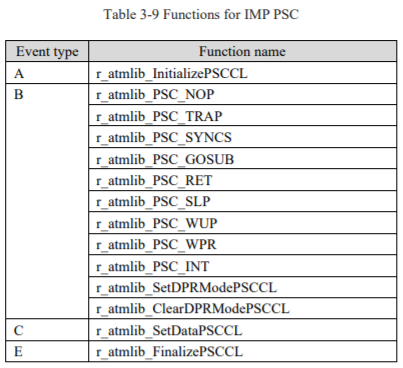 Table 3-9 Functions for IMP PSC
Event type Function name
A r_atmlib_InitializePSCCL
B r_atmlib_PSC_NOP
r_atmlib_PSC_TRAP
r_atmlib_PSC_SYNCS
r_atmlib_PSC_GOSUB
r_atmlib_PSC_RET
r_atmlib_PSC_SLP
r_atmlib_PSC_WUP
r_atmlib_PSC_WPR
r_atmlib_PSC_INT
r_atmlib_SetDPRModePSCCL
r_atmlib_ClearDPRModePSCCL
C r_atmlib_SetDataPSCCL
E r_atmlib_FinalizePSCCL